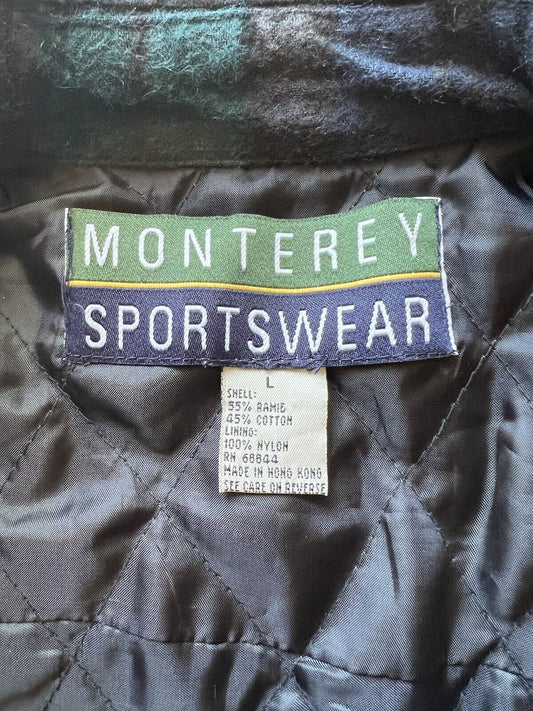 MONTEREY
SPORTSWEAR
L
SHELL:
55% RAMIE
45% COTTON
LINING:
100% NYLON
RN 66844
MADE IN HONG KONG
SEE CARE ON REVERSE